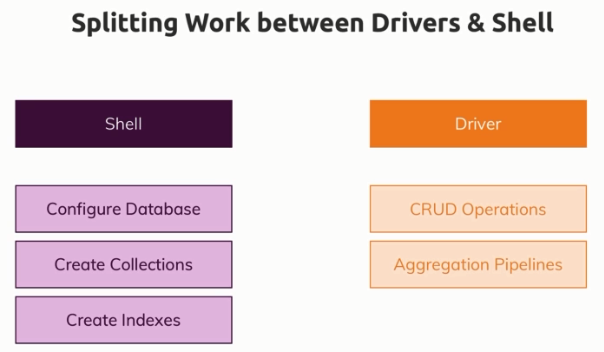 Splitting Work between Drivers & Shell
Shell
Driver
Configure Database
CRUD Operations
Create Collections
Aggregation Pipelines
Create Indexes